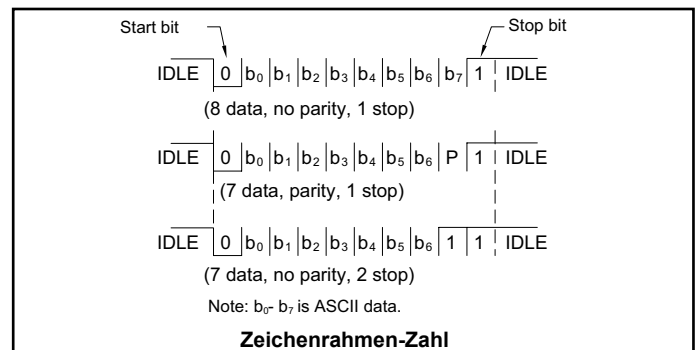 Start bit Stop bit
IDLE 0 b₀ b₁ b₂ b₃ b₄ b₅ b₆ b₇ 1 IDLE
(8 data, no parity, 1 stop)
IDLE 0 b₀ b₁ b₂ b₃ b₄ b₅ b₆ P 1 IDLE
(7 data, parity, 1 stop)
IDLE 0 b₀ b₁ b₂ b₃ b₄ b₅ b₆ 1 1 IDLE
(7 data, no parity, 2 stop)
Note: b₀- b₇ is ASCII data.
Zeichenrahmen-Zahl